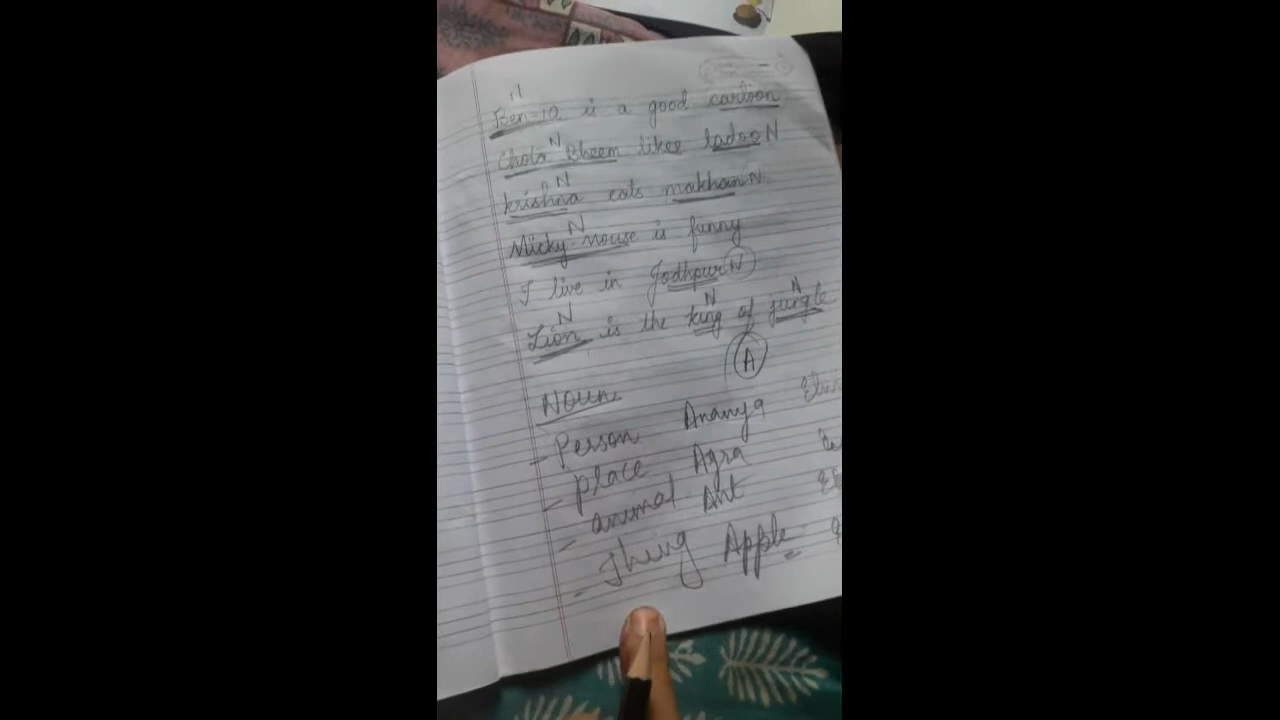 N
Ben-10 is a good cartoon
N
Chota Bheem likes ladoo N
N
krishna eats makhan N
N
Micky Mouse is funny
I live in Jodhpur N
N N N
Lion is the king of jungle
A
Noun
- Person Ananya
- place Agra
- animal Ant
- Thing Apple